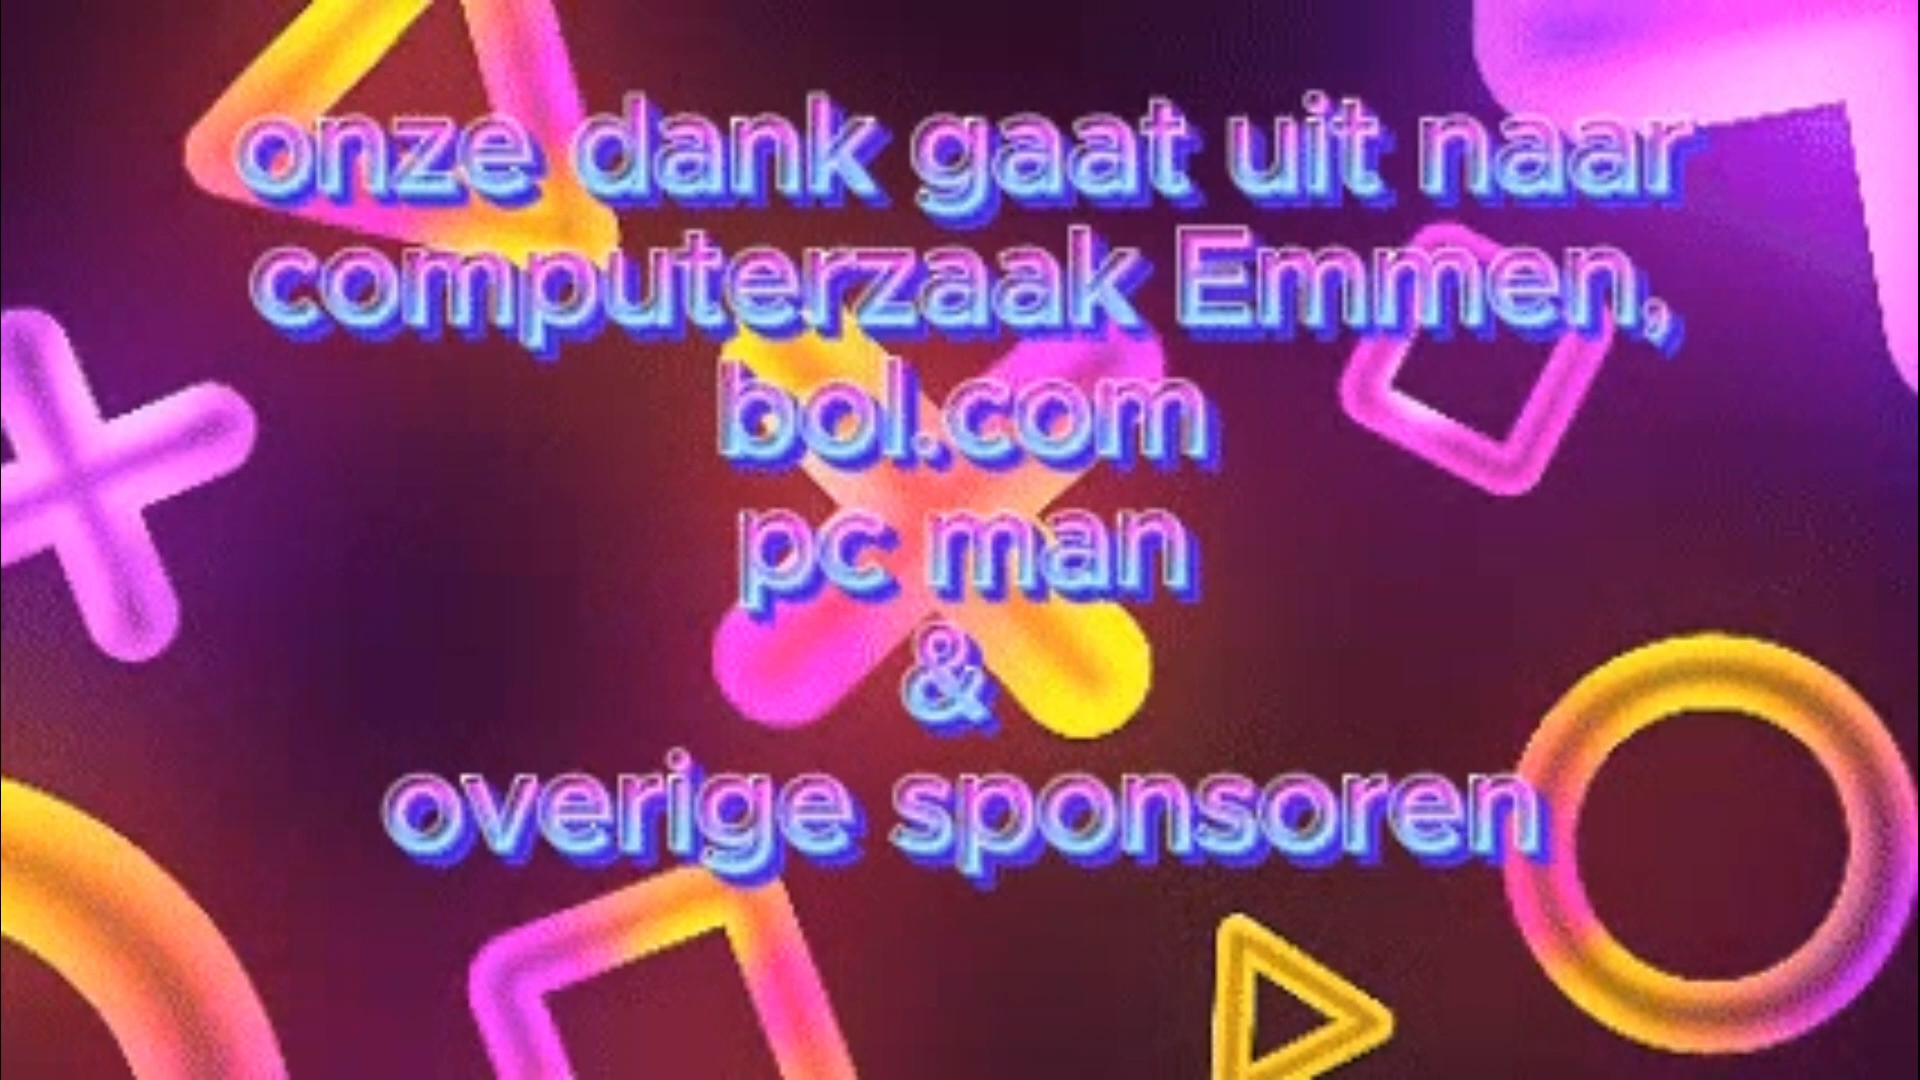 onze dank gaat uit naar
computerzaak Emmen,
bol.com
pc man
&
overige sponsoren